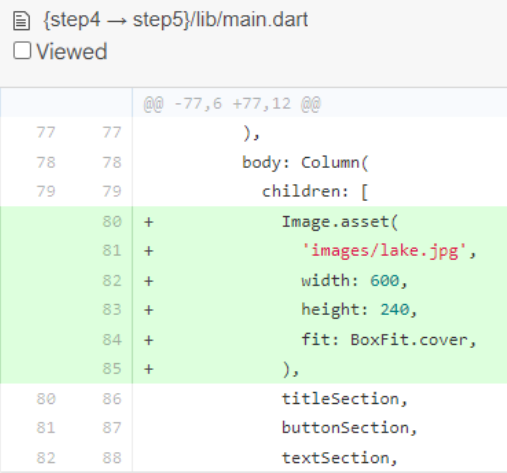 {step4 → step5}/lib/main.dart
Viewed
@@ -77,6 +77,12 @@
77 77 ),
78 78 body: Column(
79 79 children: [
80 + Image.asset(
81 + 'images/lake.jpg',
82 + width: 600,
83 + height: 240,
84 + fit: BoxFit.cover,
85 + ),
80 86 titleSection,
81 87 buttonSection,
82 88 textSection,